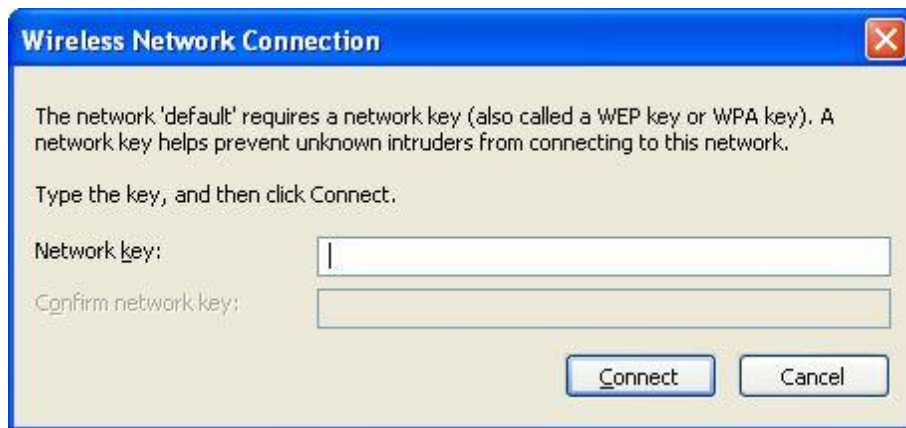 Wireless Network Connection
The network 'default' requires a network key (also called a WEP key or WPA key). A
network key helps prevent unknown intruders from connecting to this network.
Type the key, and then click Connect.
Network key:
Confirm network key:
Connect Cancel